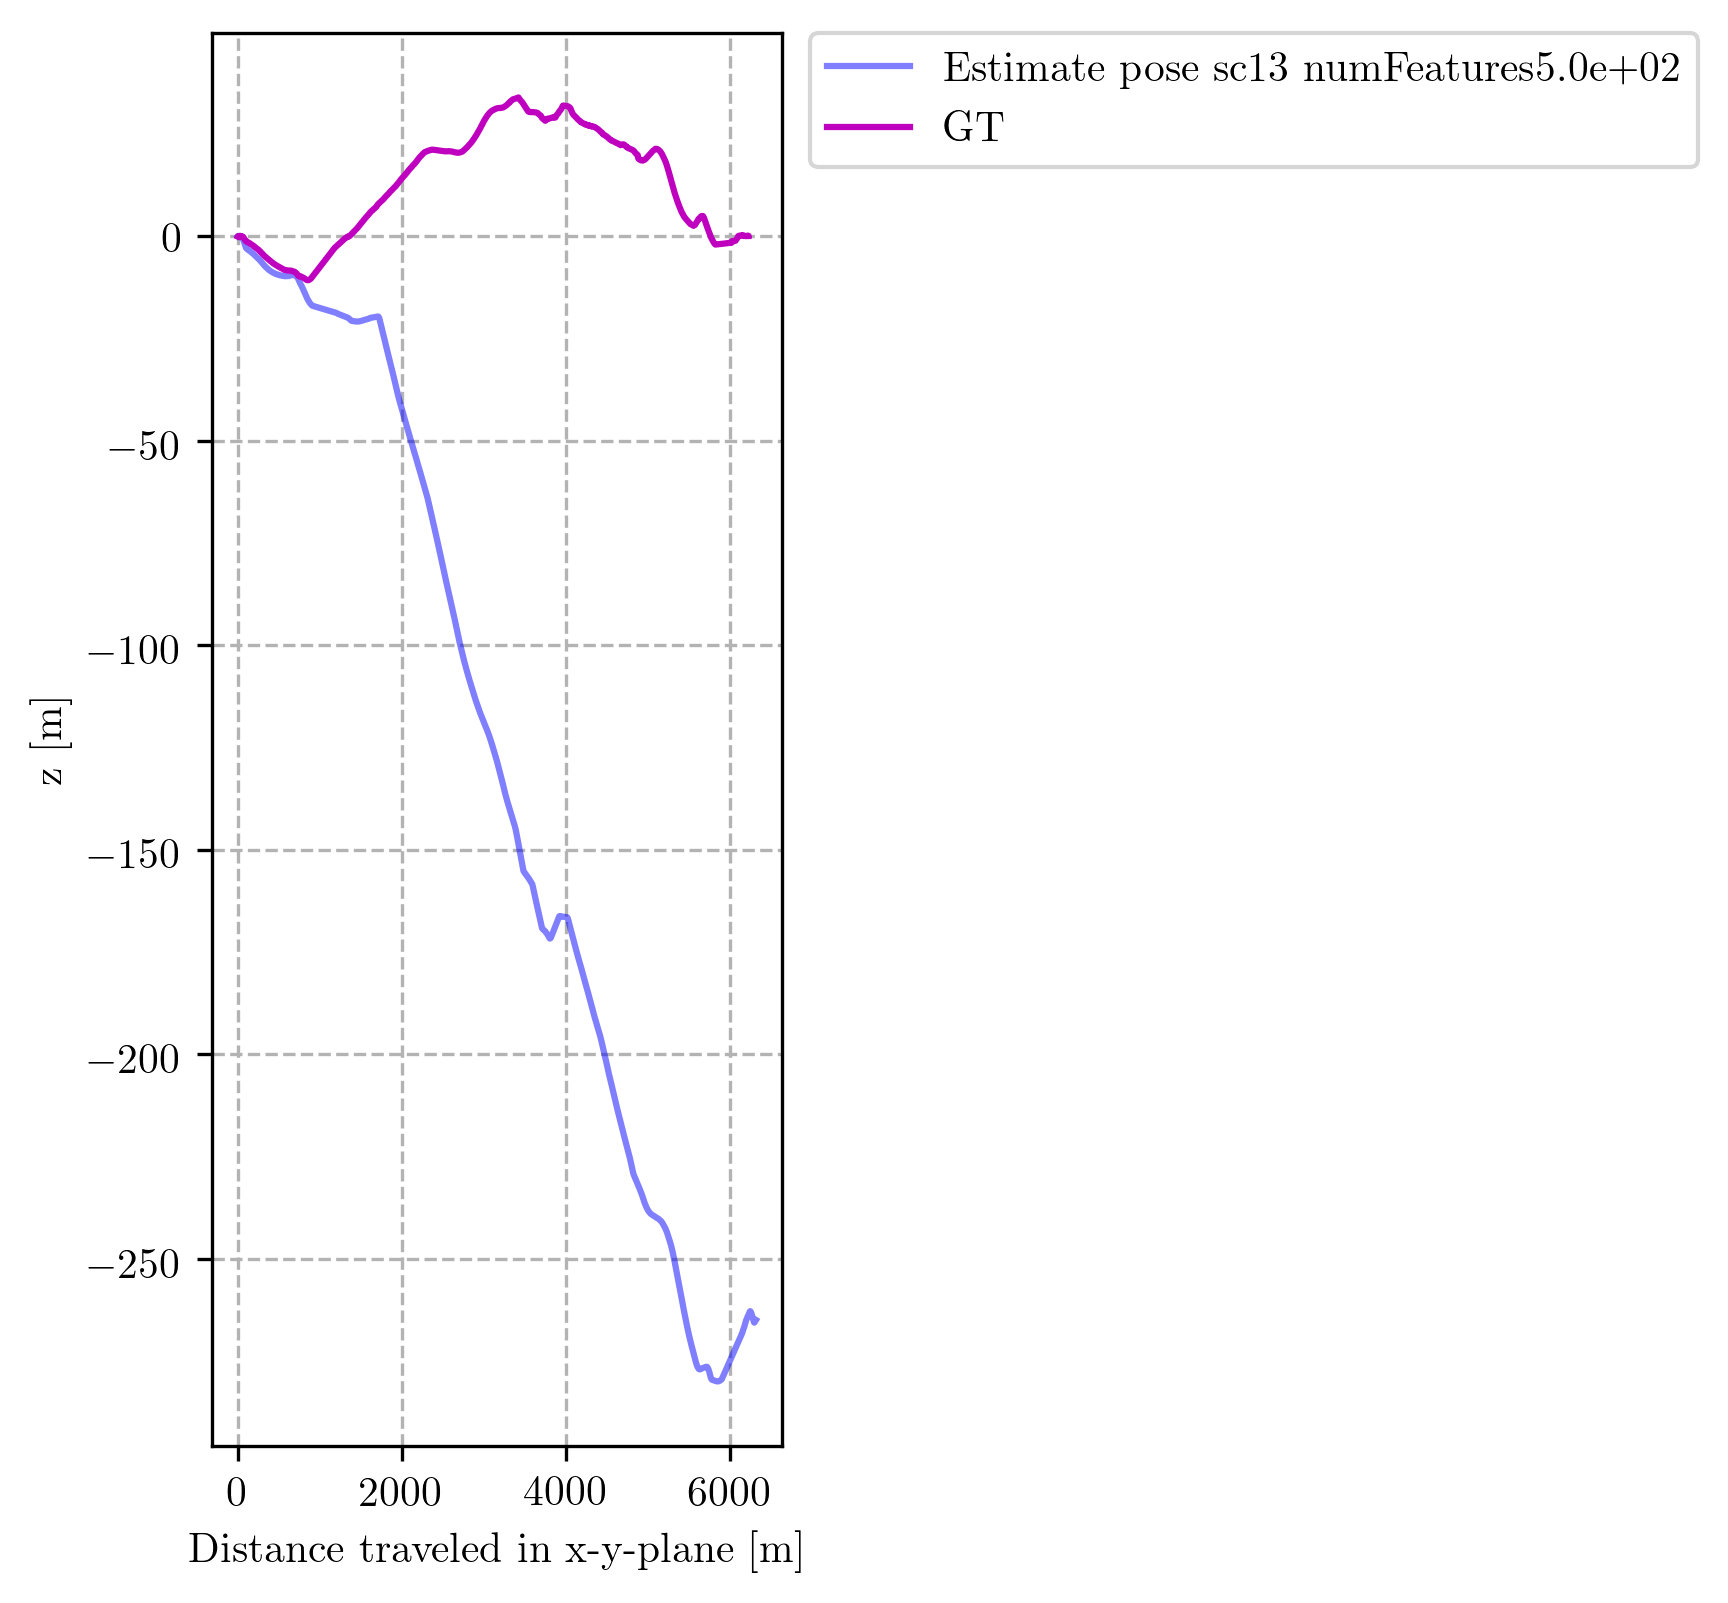 Estimate pose sc13 numFeatures5.0e+02
GT
0
−50
−100
−150
−200
−250
z [m]
0 2000 4000 6000
Distance traveled in x-y-plane [m]